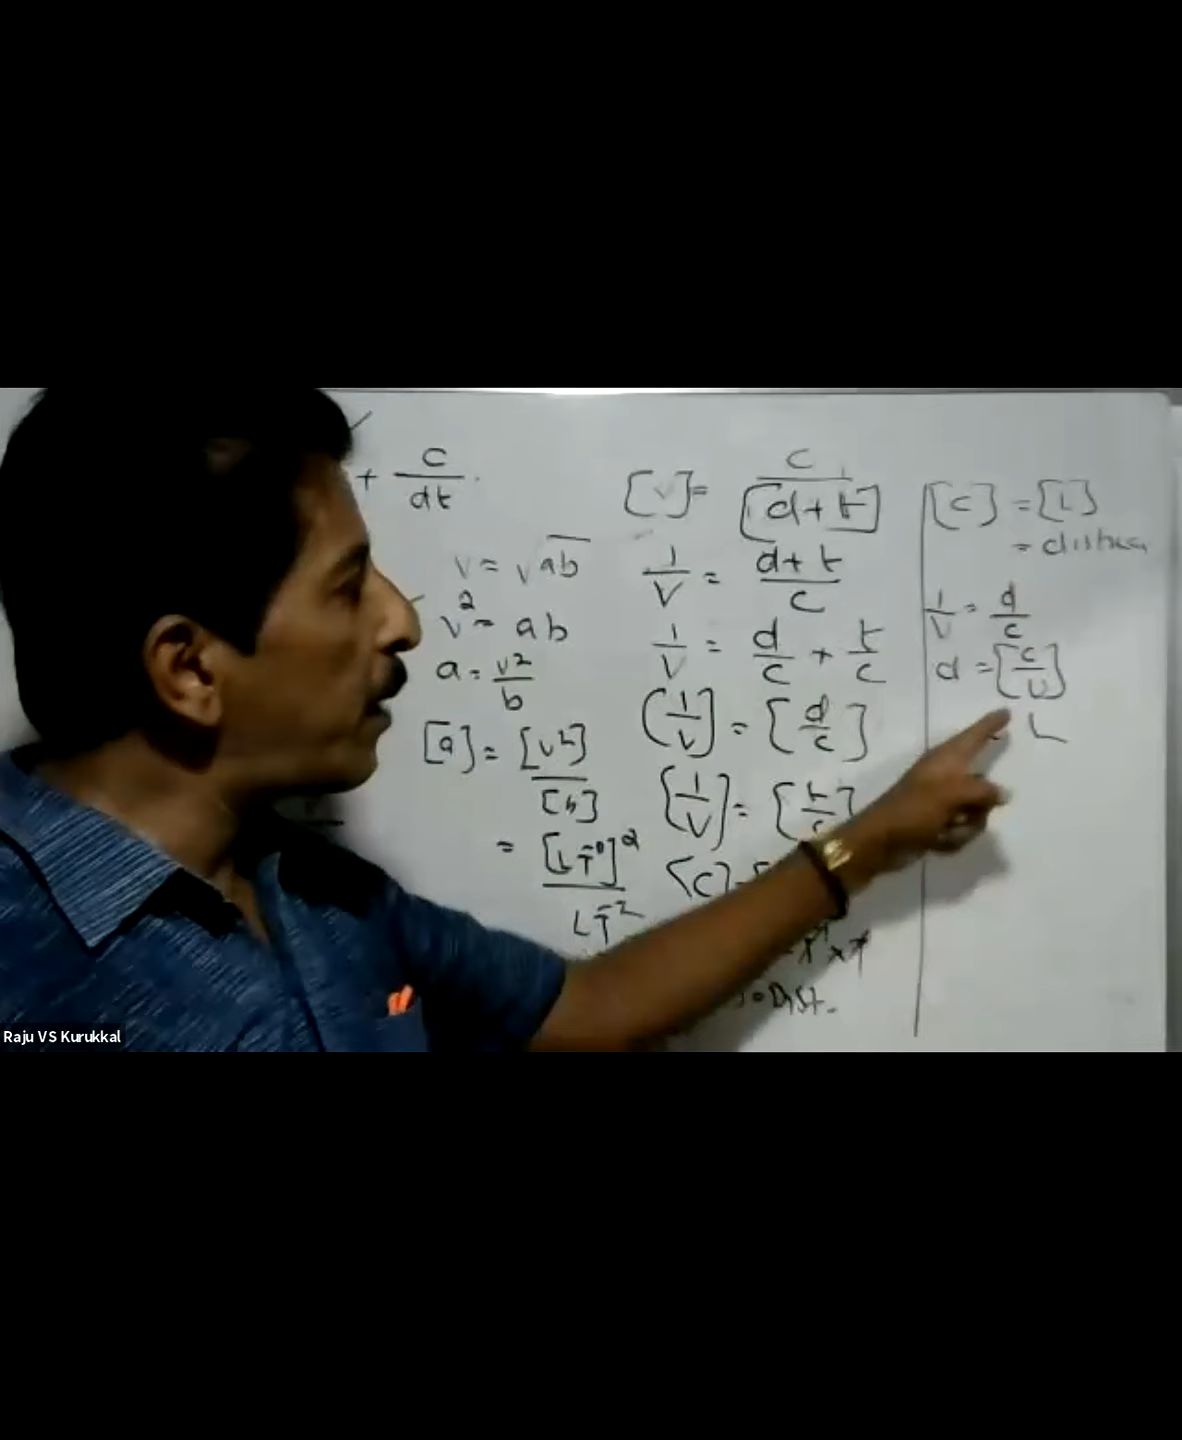 + c/dt
v = √ab
v² = ab
a = v²/b
[a] = [v²]/[b]
= [LT⁻¹]²
LT⁻²
[v] = c/[d+t]
1/v = d+t/c
1/v = d/c + t/c
[1/v] = [d/c]
[1/v] = [t/c]
[c]
= Dist.
[c] = [L]
1/v = d/c
d = [c/v]
L
Raju VS Kurukkal